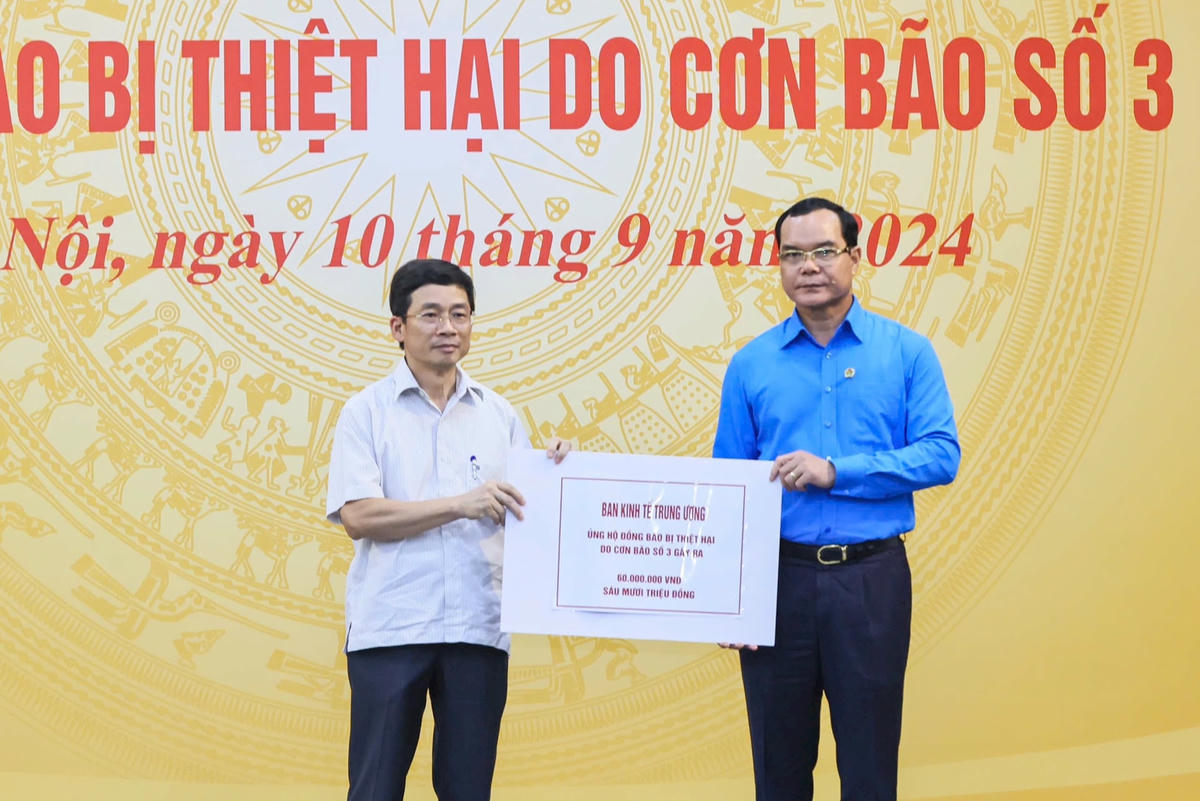 BÀO BỊ THIỆT HẠI DO CƠN BÃO SỐ 3
Nội, ngày 10 tháng 9 năm 2024
BAN KINH TẾ TRUNG ƯƠNG
ỦNG HỘ ĐỒNG BÀO BỊ THIỆT HẠI
DO CƠN BÃO SỐ 3 GÂY RA
60.000.000 VNĐ
SÁU MƯƠI TRIỆU ĐỒNG